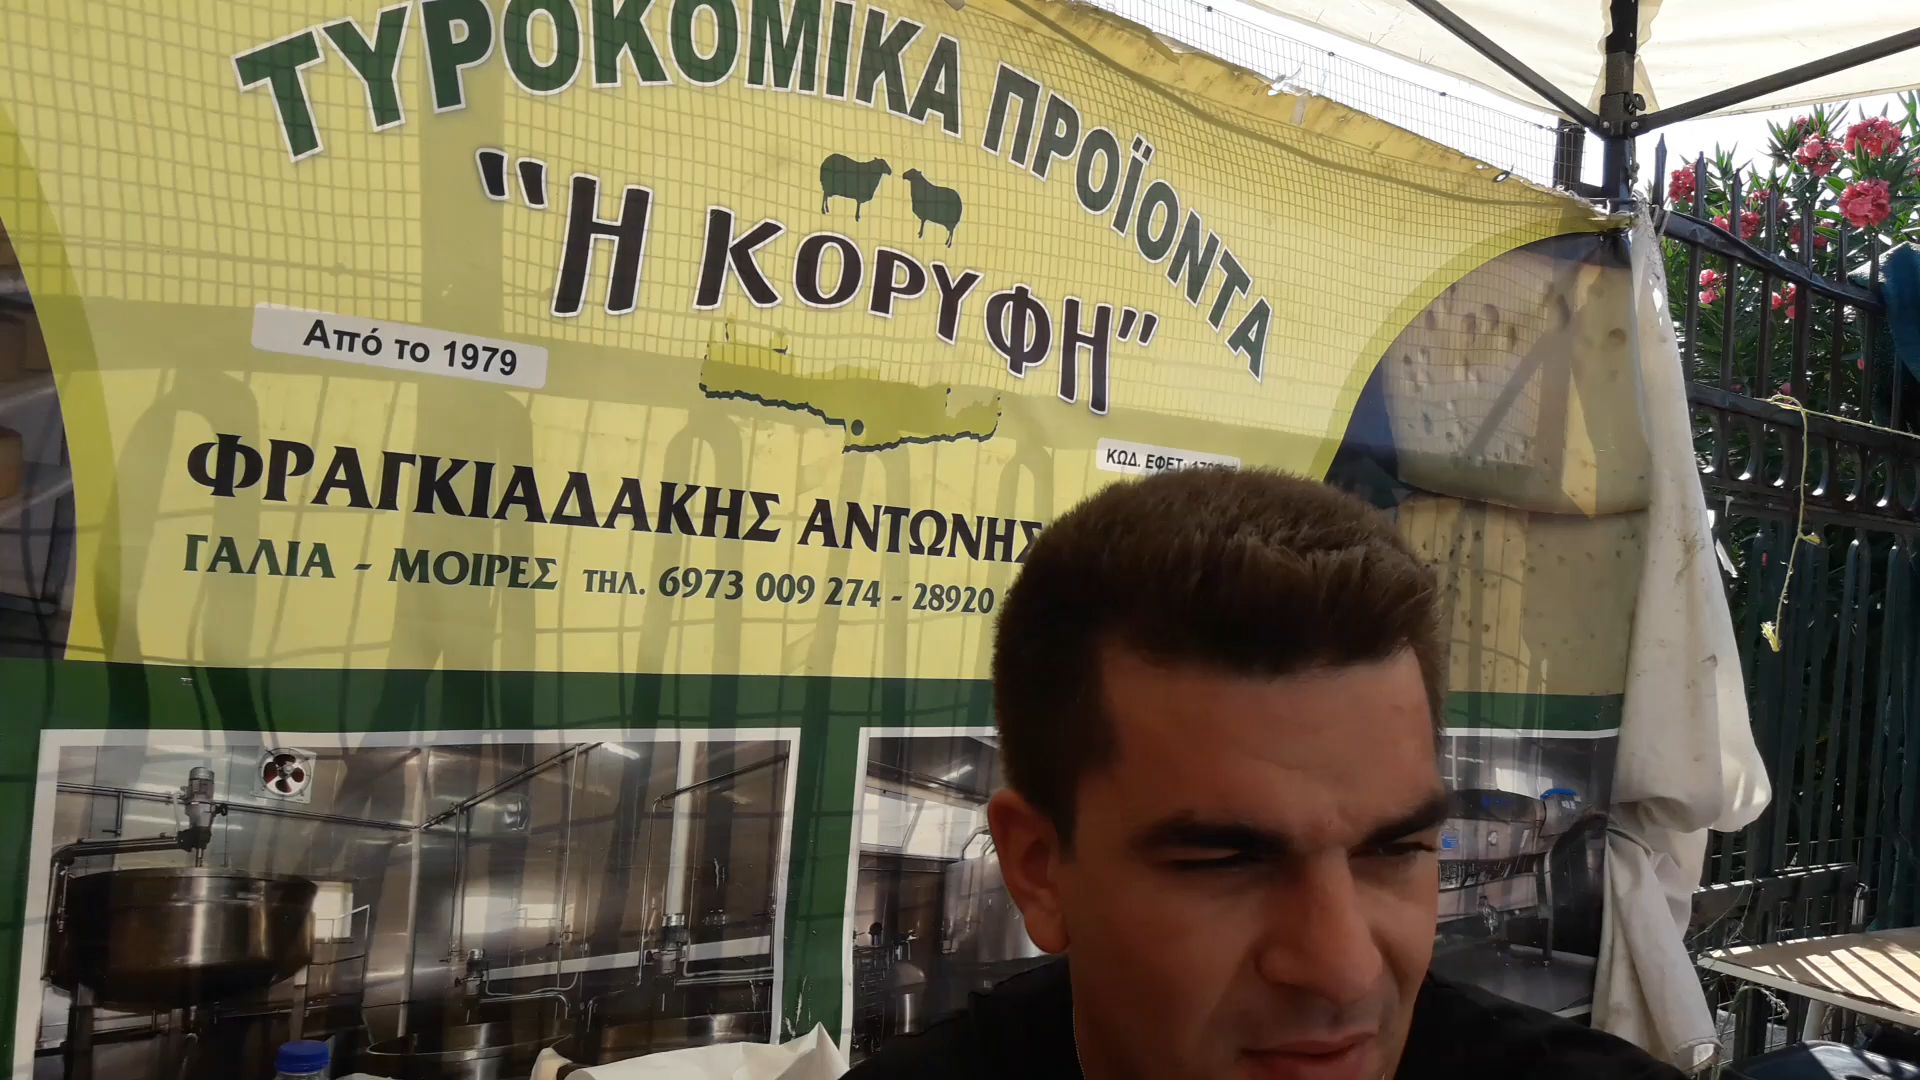 ΤΥΡΟΚΟΜΙΚΑ ΠΡΟΪΟΝΤΑ
"Η ΚΟΡΥΦΗ"
Από το 1979
ΚΩΔ. ΕΦΕΤ:
ΦΡΑΓΚΙΑΔΑΚΗΣ ΑΝΤΩΝΗΣ
ΓΑΛΙΑ - ΜΟΙΡΕΣ ΤΗΛ. 6973 009 274 - 28920